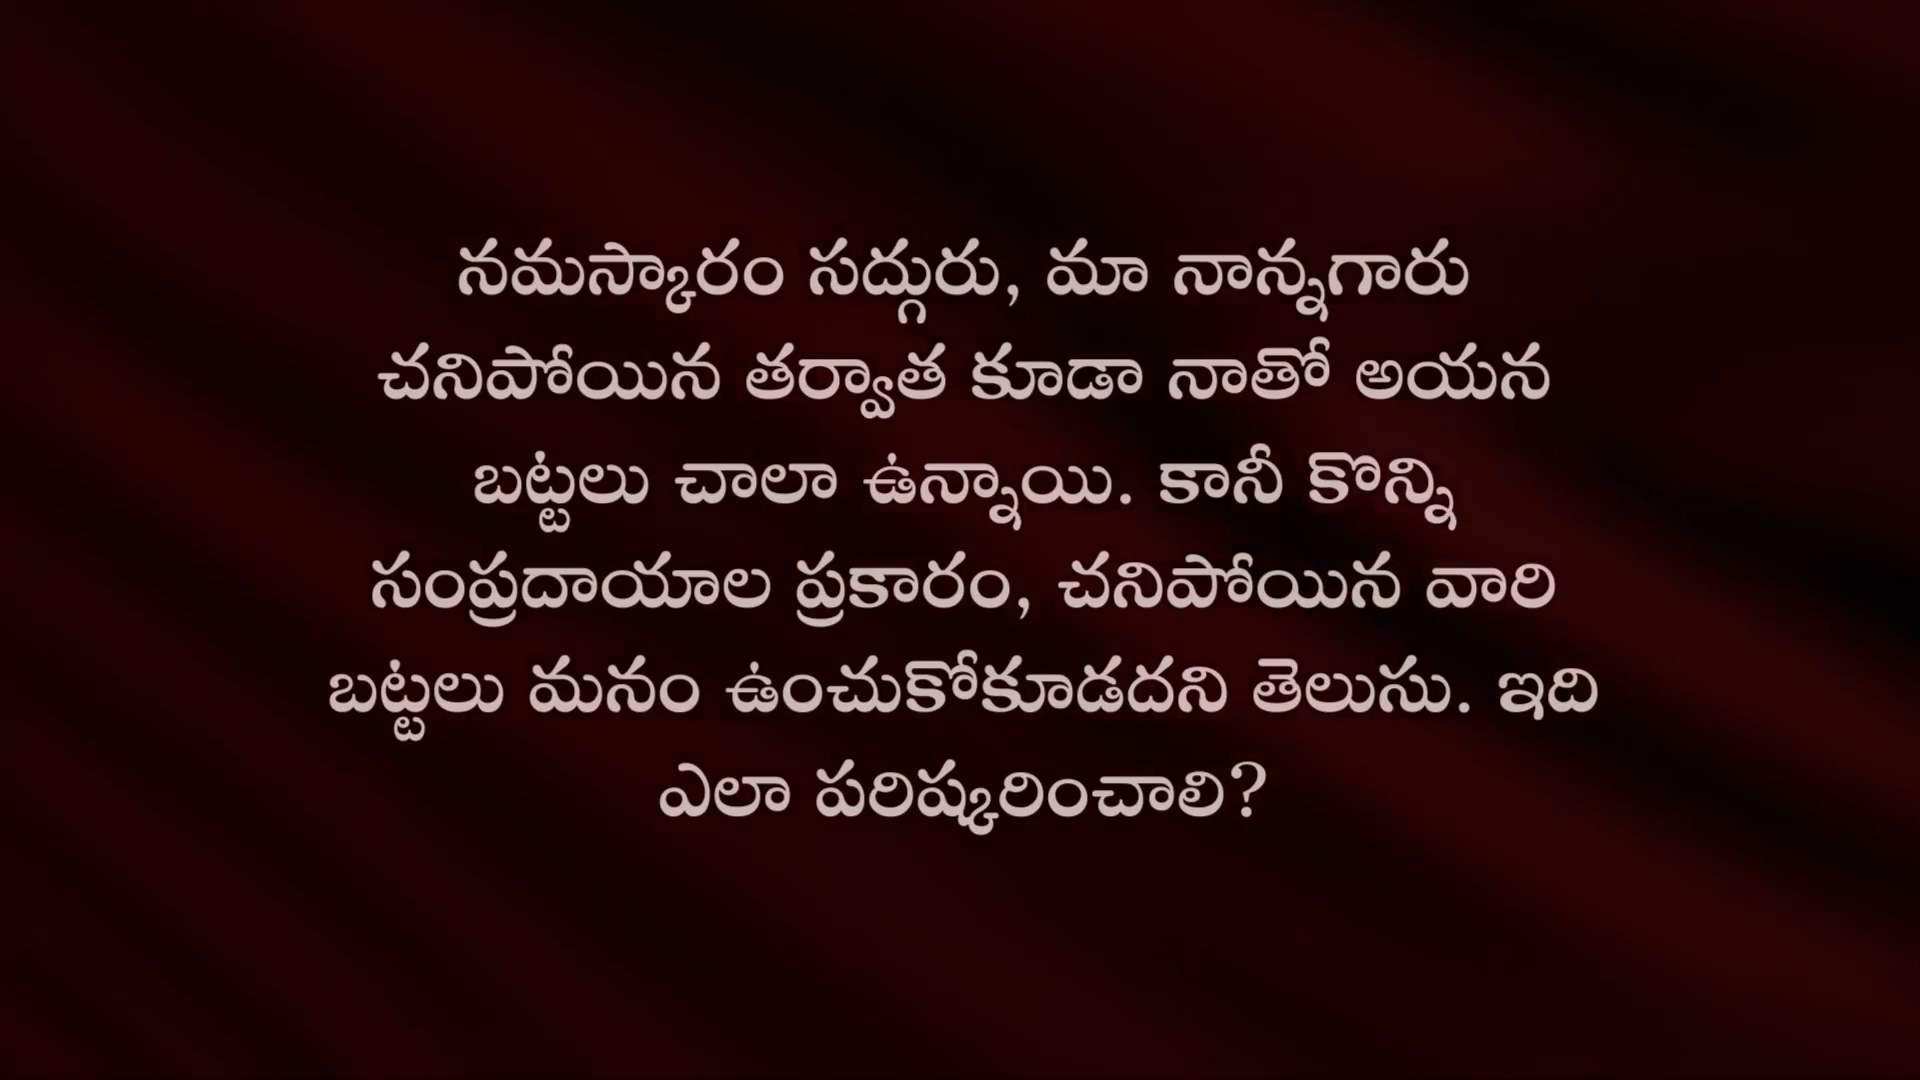 నమస్కారం సద్గురు, మా నాన్నగారు
చనిపోయిన తర్వాత కూడా నాతో అయన
బట్టలు చాలా ఉన్నాయి. కానీ కొన్ని
సంప్రదాయాల ప్రకారం, చనిపోయిన వారి
బట్టలు మనం ఉంచుకోకూడదని తెలుసు. ఇది
ఎలా పరిష్కరించాలి?